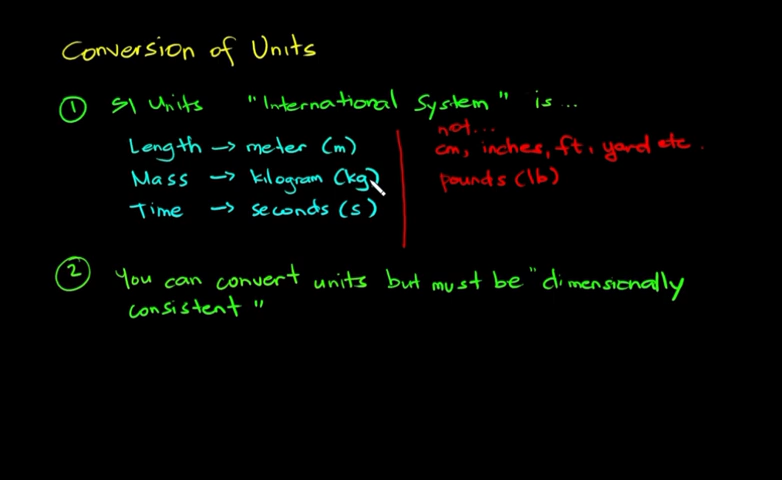 Conversion of Units
① SI Units "International System" is...
not...
Length → meter (m)
cm, inches, ft, yard etc.
Mass → kilogram (kg)
pounds (lb)
Time → seconds (s)
② You can convert units but must be "dimensionally
consistent"